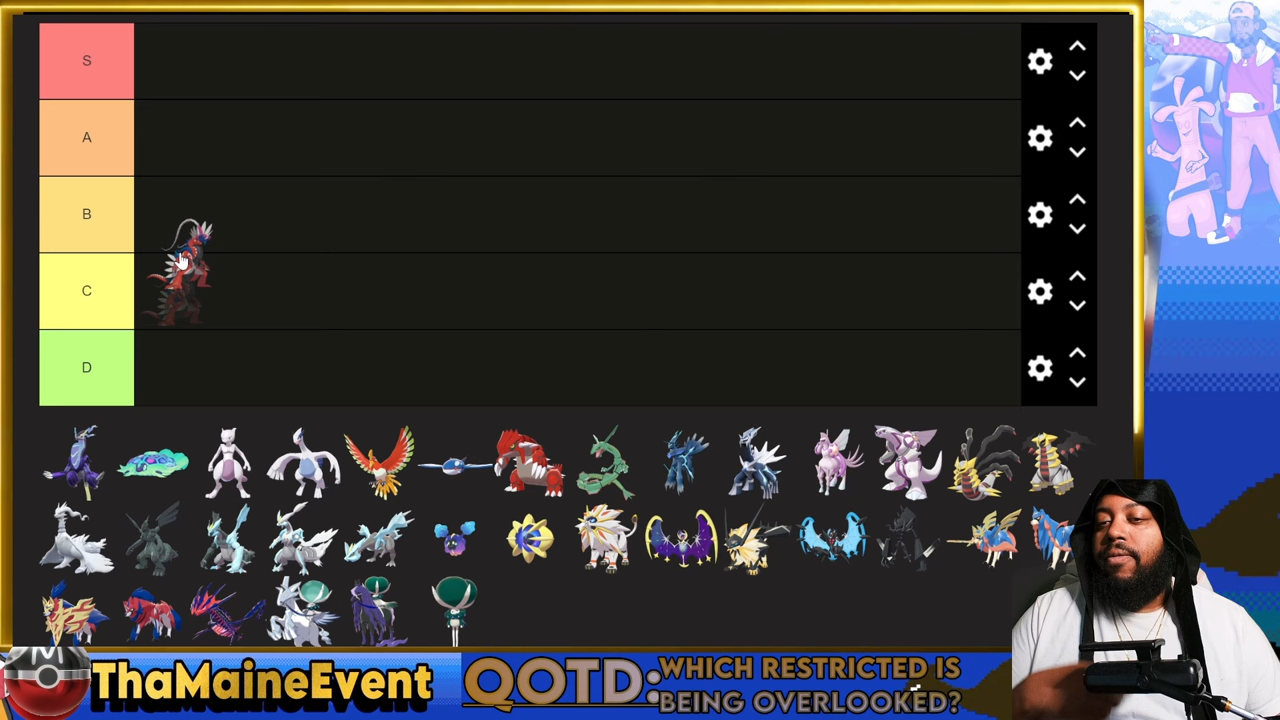 S
A
B
C
D
M
ThaMaineEvent
QOTD:
WHICH RESTRICTED IS
BEING OVERLOOKED?